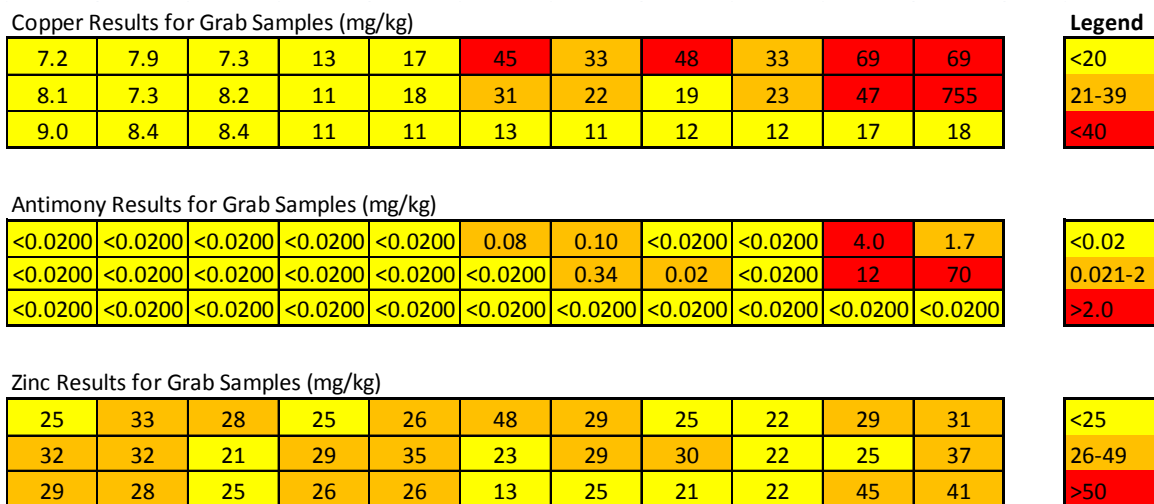 Copper Results for Grab Samples (mg/kg) Legend
7.2 7.9 7.3 13 17 45 33 48 33 69 69 <20
8.1 7.3 8.2 11 18 31 22 19 23 47 755 21-39
9.0 8.4 8.4 11 11 13 11 12 12 17 18 <40
Antimony Results for Grab Samples (mg/kg)
<0.0200 <0.0200 <0.0200 <0.0200 <0.0200 0.08 0.10 <0.0200 <0.0200 4.0 1.7 <0.02
<0.0200 <0.0200 <0.0200 <0.0200 <0.0200 <0.0200 0.34 0.02 <0.0200 12 70 0.021-2
<0.0200 <0.0200 <0.0200 <0.0200 <0.0200 <0.0200 <0.0200 <0.0200 <0.0200 <0.0200 <0.0200 >2.0
Zinc Results for Grab Samples (mg/kg)
25 33 28 25 26 48 29 25 22 29 31 <25
32 32 21 29 35 23 29 30 22 25 37 26-49
29 28 25 26 26 13 25 21 22 45 41 >50